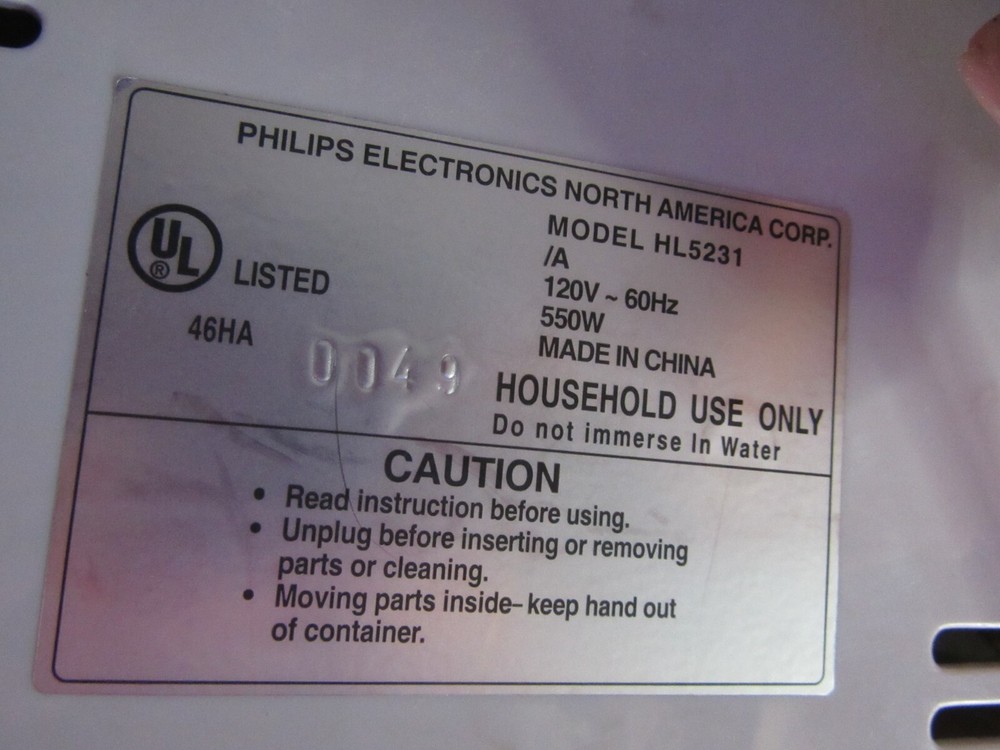 PHILIPS ELECTRONICS NORTH AMERICA CORP.
MODEL HL5231
/A
120V ~ 60Hz
550W
MADE IN CHINA
HOUSEHOLD USE ONLY
Do not immerse In Water
UL ®
LISTED
46HA
0049
CAUTION
• Read instruction before using.
• Unplug before inserting or removing
parts or cleaning.
• Moving parts inside–keep hand out
of container.